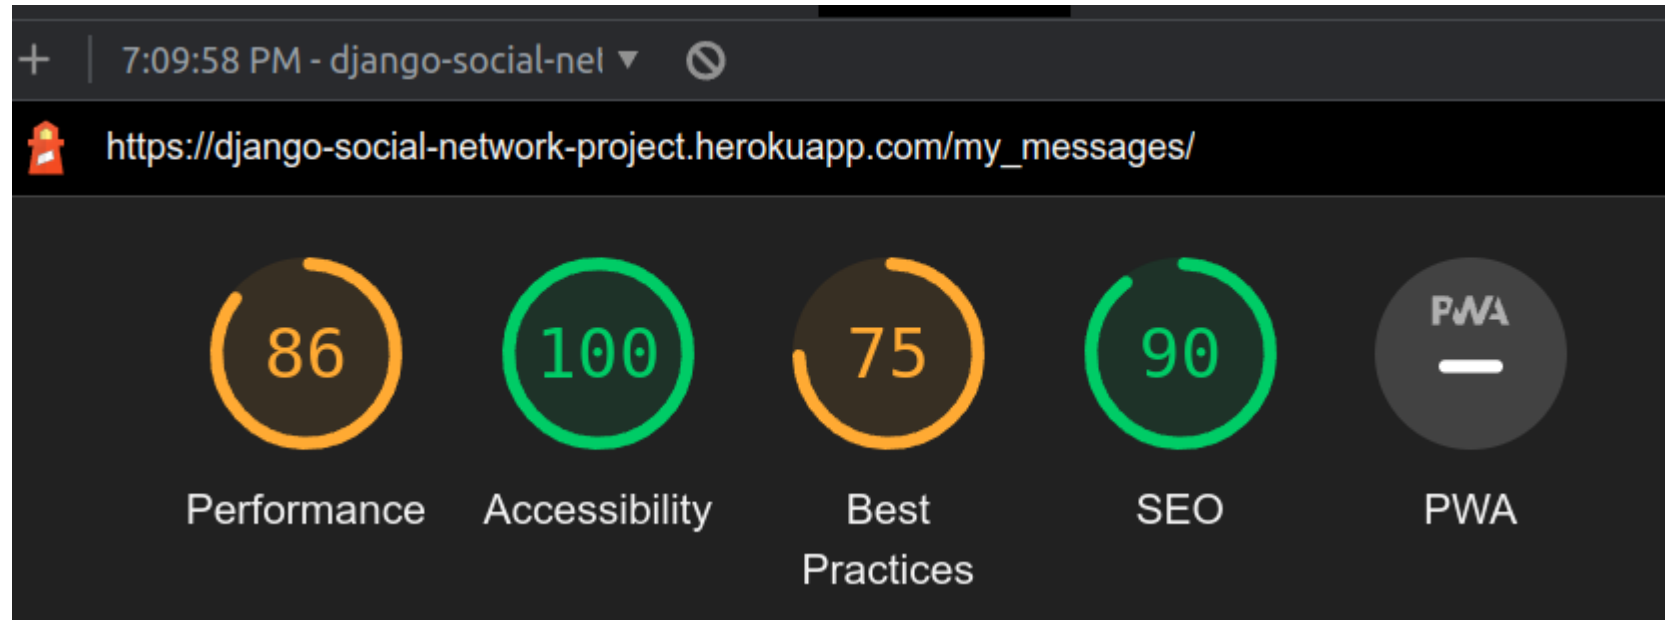 7:09:58 PM - django-social-net
https://django-social-network-project.herokuapp.com/my_messages/
86 100 75 90 PWA
Performance Accessibility Best Practices SEO PWA